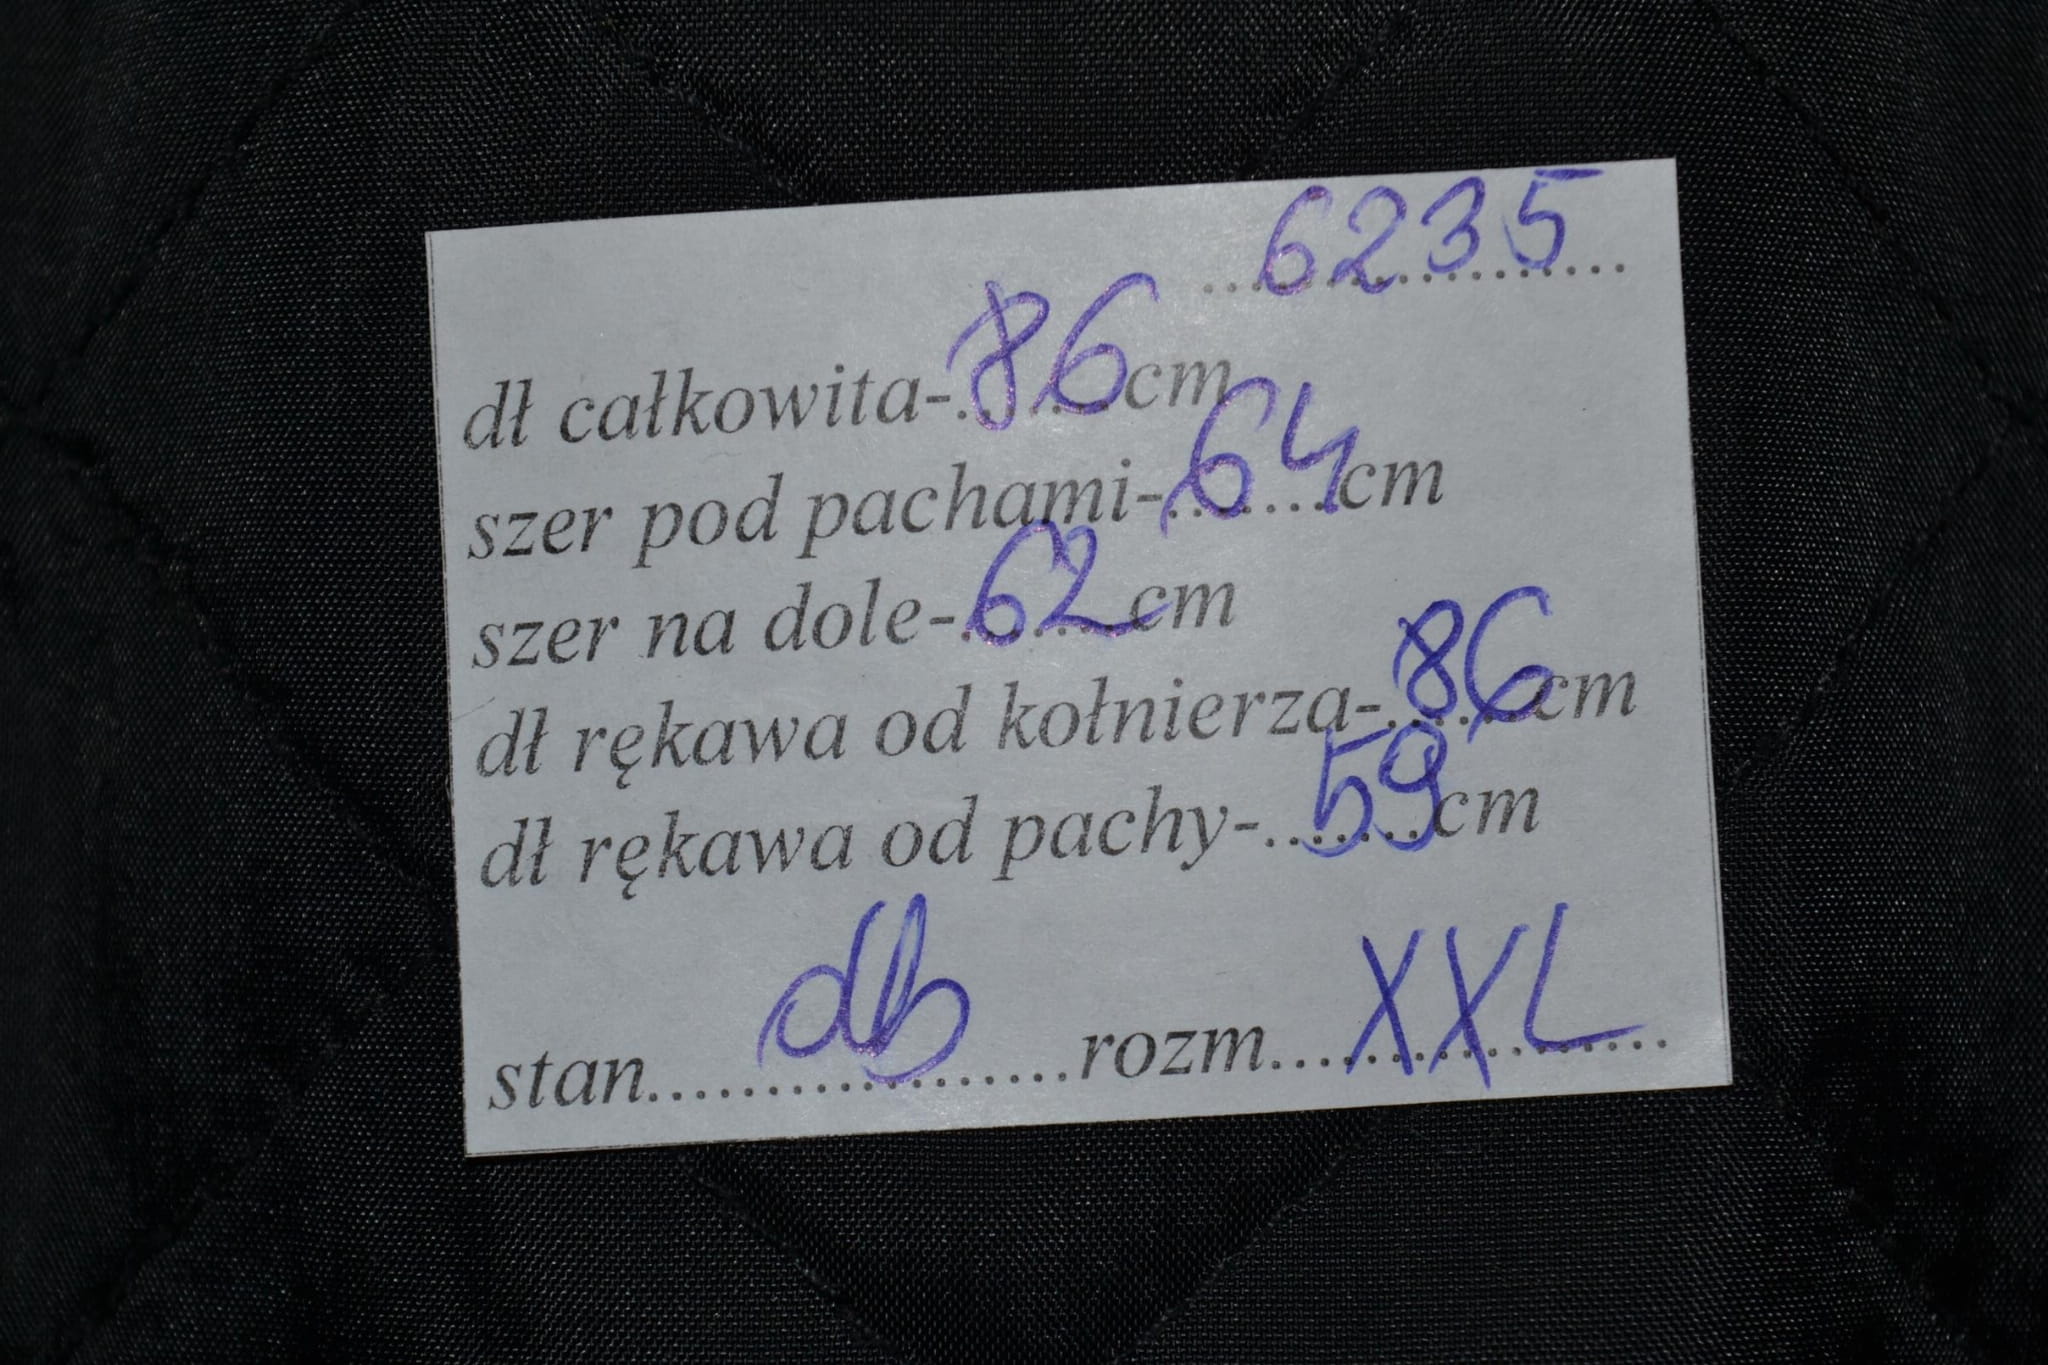 6235
dł całkowita-86cm
szer pod pachami-64cm
szer na dole-62cm
dł rękawa od kołnierza-86cm
dł rękawa od pachy-59cm
stan db rozm XXL